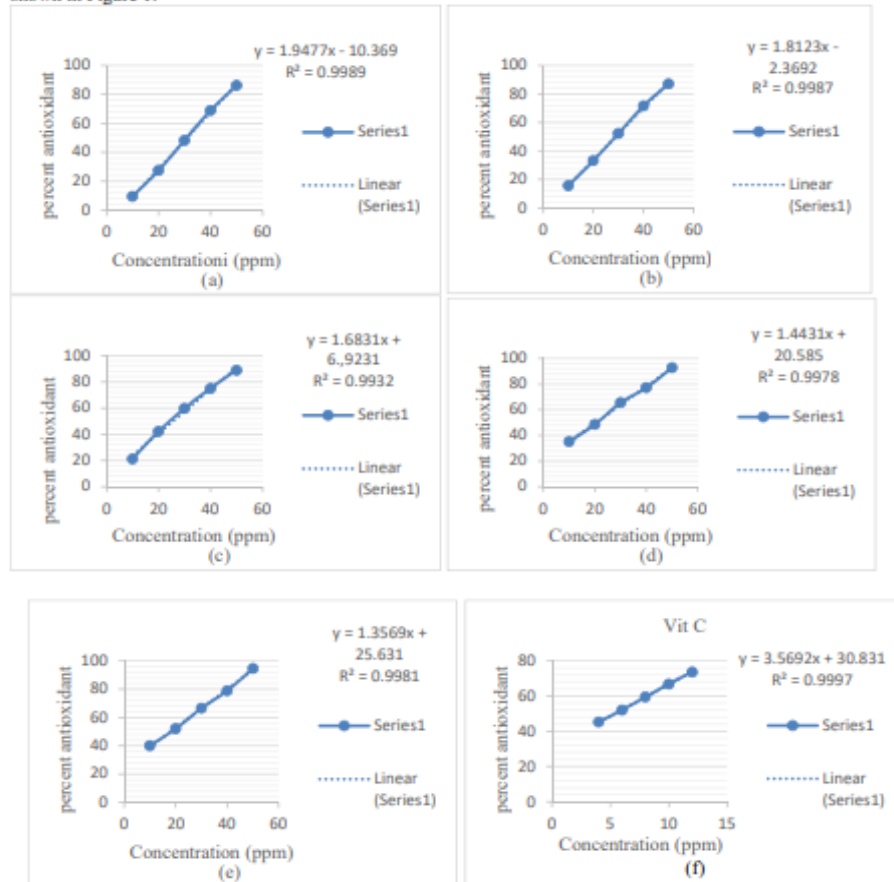 y = 1.9477x - 10.369
R² = 0.9989
percent antioxidant
100
80
60
40
20
0
0 20 40 60
Concentrationi (ppm)
Series1
Linear
(Series1)
(a)
y = 1.8123x -
2.3692
R² = 0.9987
percent antioxidant
100
80
60
40
20
0
0 20 40 60
Concentration (ppm)
Series1
Linear
(Series1)
(b)
y = 1.6831x +
6.,9231
R² = 0.9932
percent antioxidant
100
80
60
40
20
0
0 20 40 60
Concentration (ppm)
Series1
Linear
(Series1)
(c)
y = 1.4431x +
20.585
R² = 0.9978
percent antioxidant
100
80
60
40
20
0
0 20 40 60
Concentration (ppm)
Series1
Linear
(Series1)
(d)
y = 1.3569x +
25.631
R² = 0.9981
percent antioxidant
100
80
60
40
20
0
0 20 40 60
Concentration (ppm)
Series1
Linear
(Series1)
(e)
Vit C
y = 3.5692x + 30.831
R² = 0.9997
percent antioxidant
80
60
40
20
0
0 5 10 15
Concentration (ppm)
Series1
Linear
(Series1)
(f)